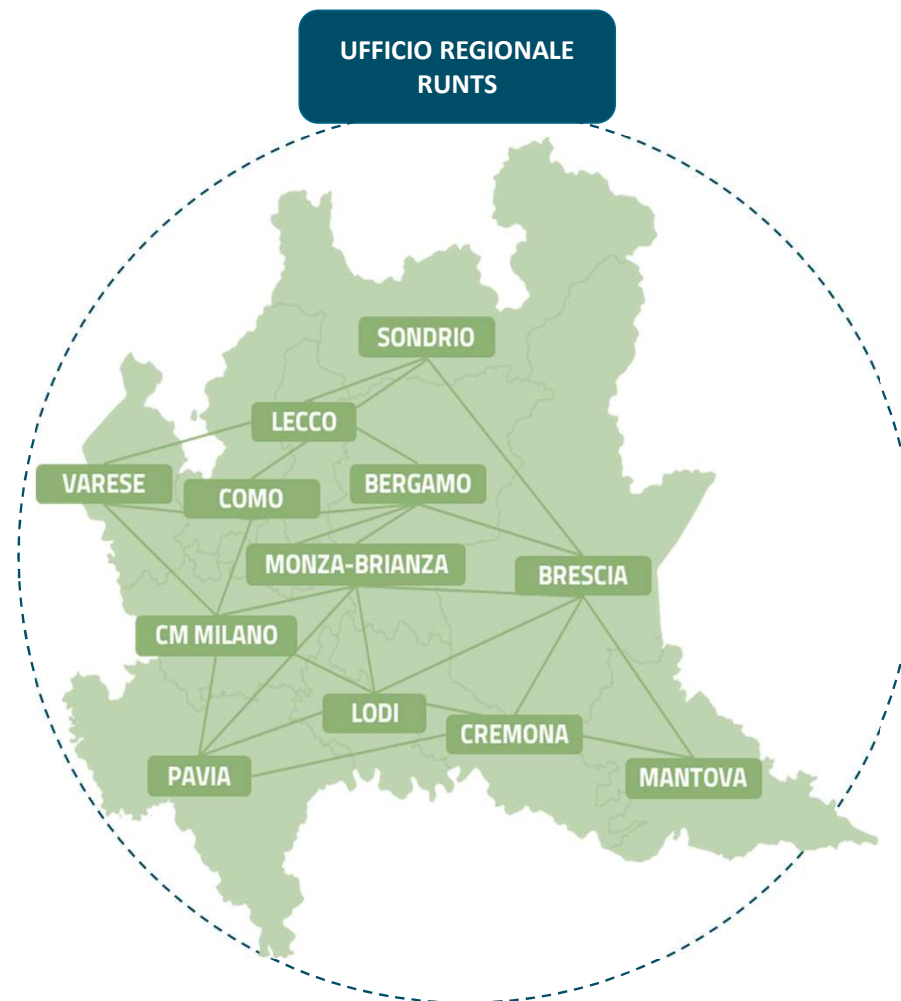 UFFICIO REGIONALE
RUNTS
SONDRIO
LECCO
VARESE
COMO
BERGAMO
MONZA-BRIANZA
BRESCIA
CM MILANO
LODI
CREMONA
PAVIA
MANTOVA